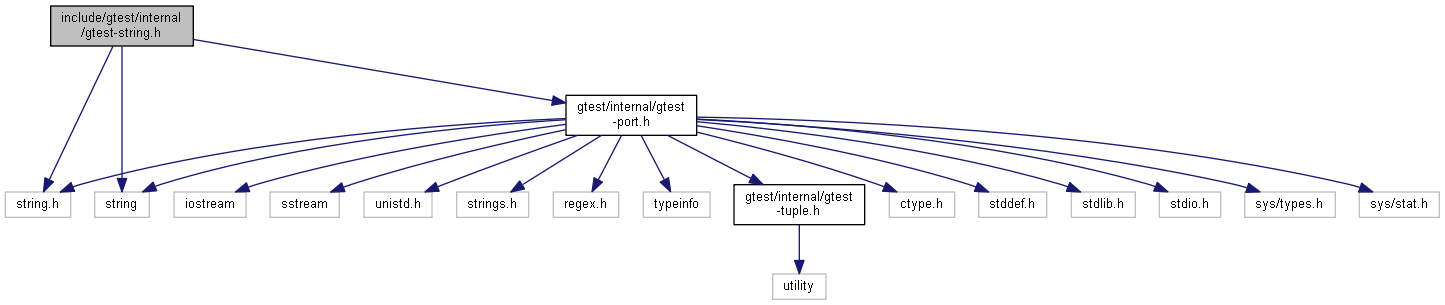 include/gtest/internal
/gtest-string.h
gtest/internal/gtest
-port.h
string.h
string
iostream
sstream
unistd.h
strings.h
regex.h
typeinfo
gtest/internal/gtest
-tuple.h
ctype.h
stddef.h
stdlib.h
stdio.h
sys/types.h
sys/stat.h
utility